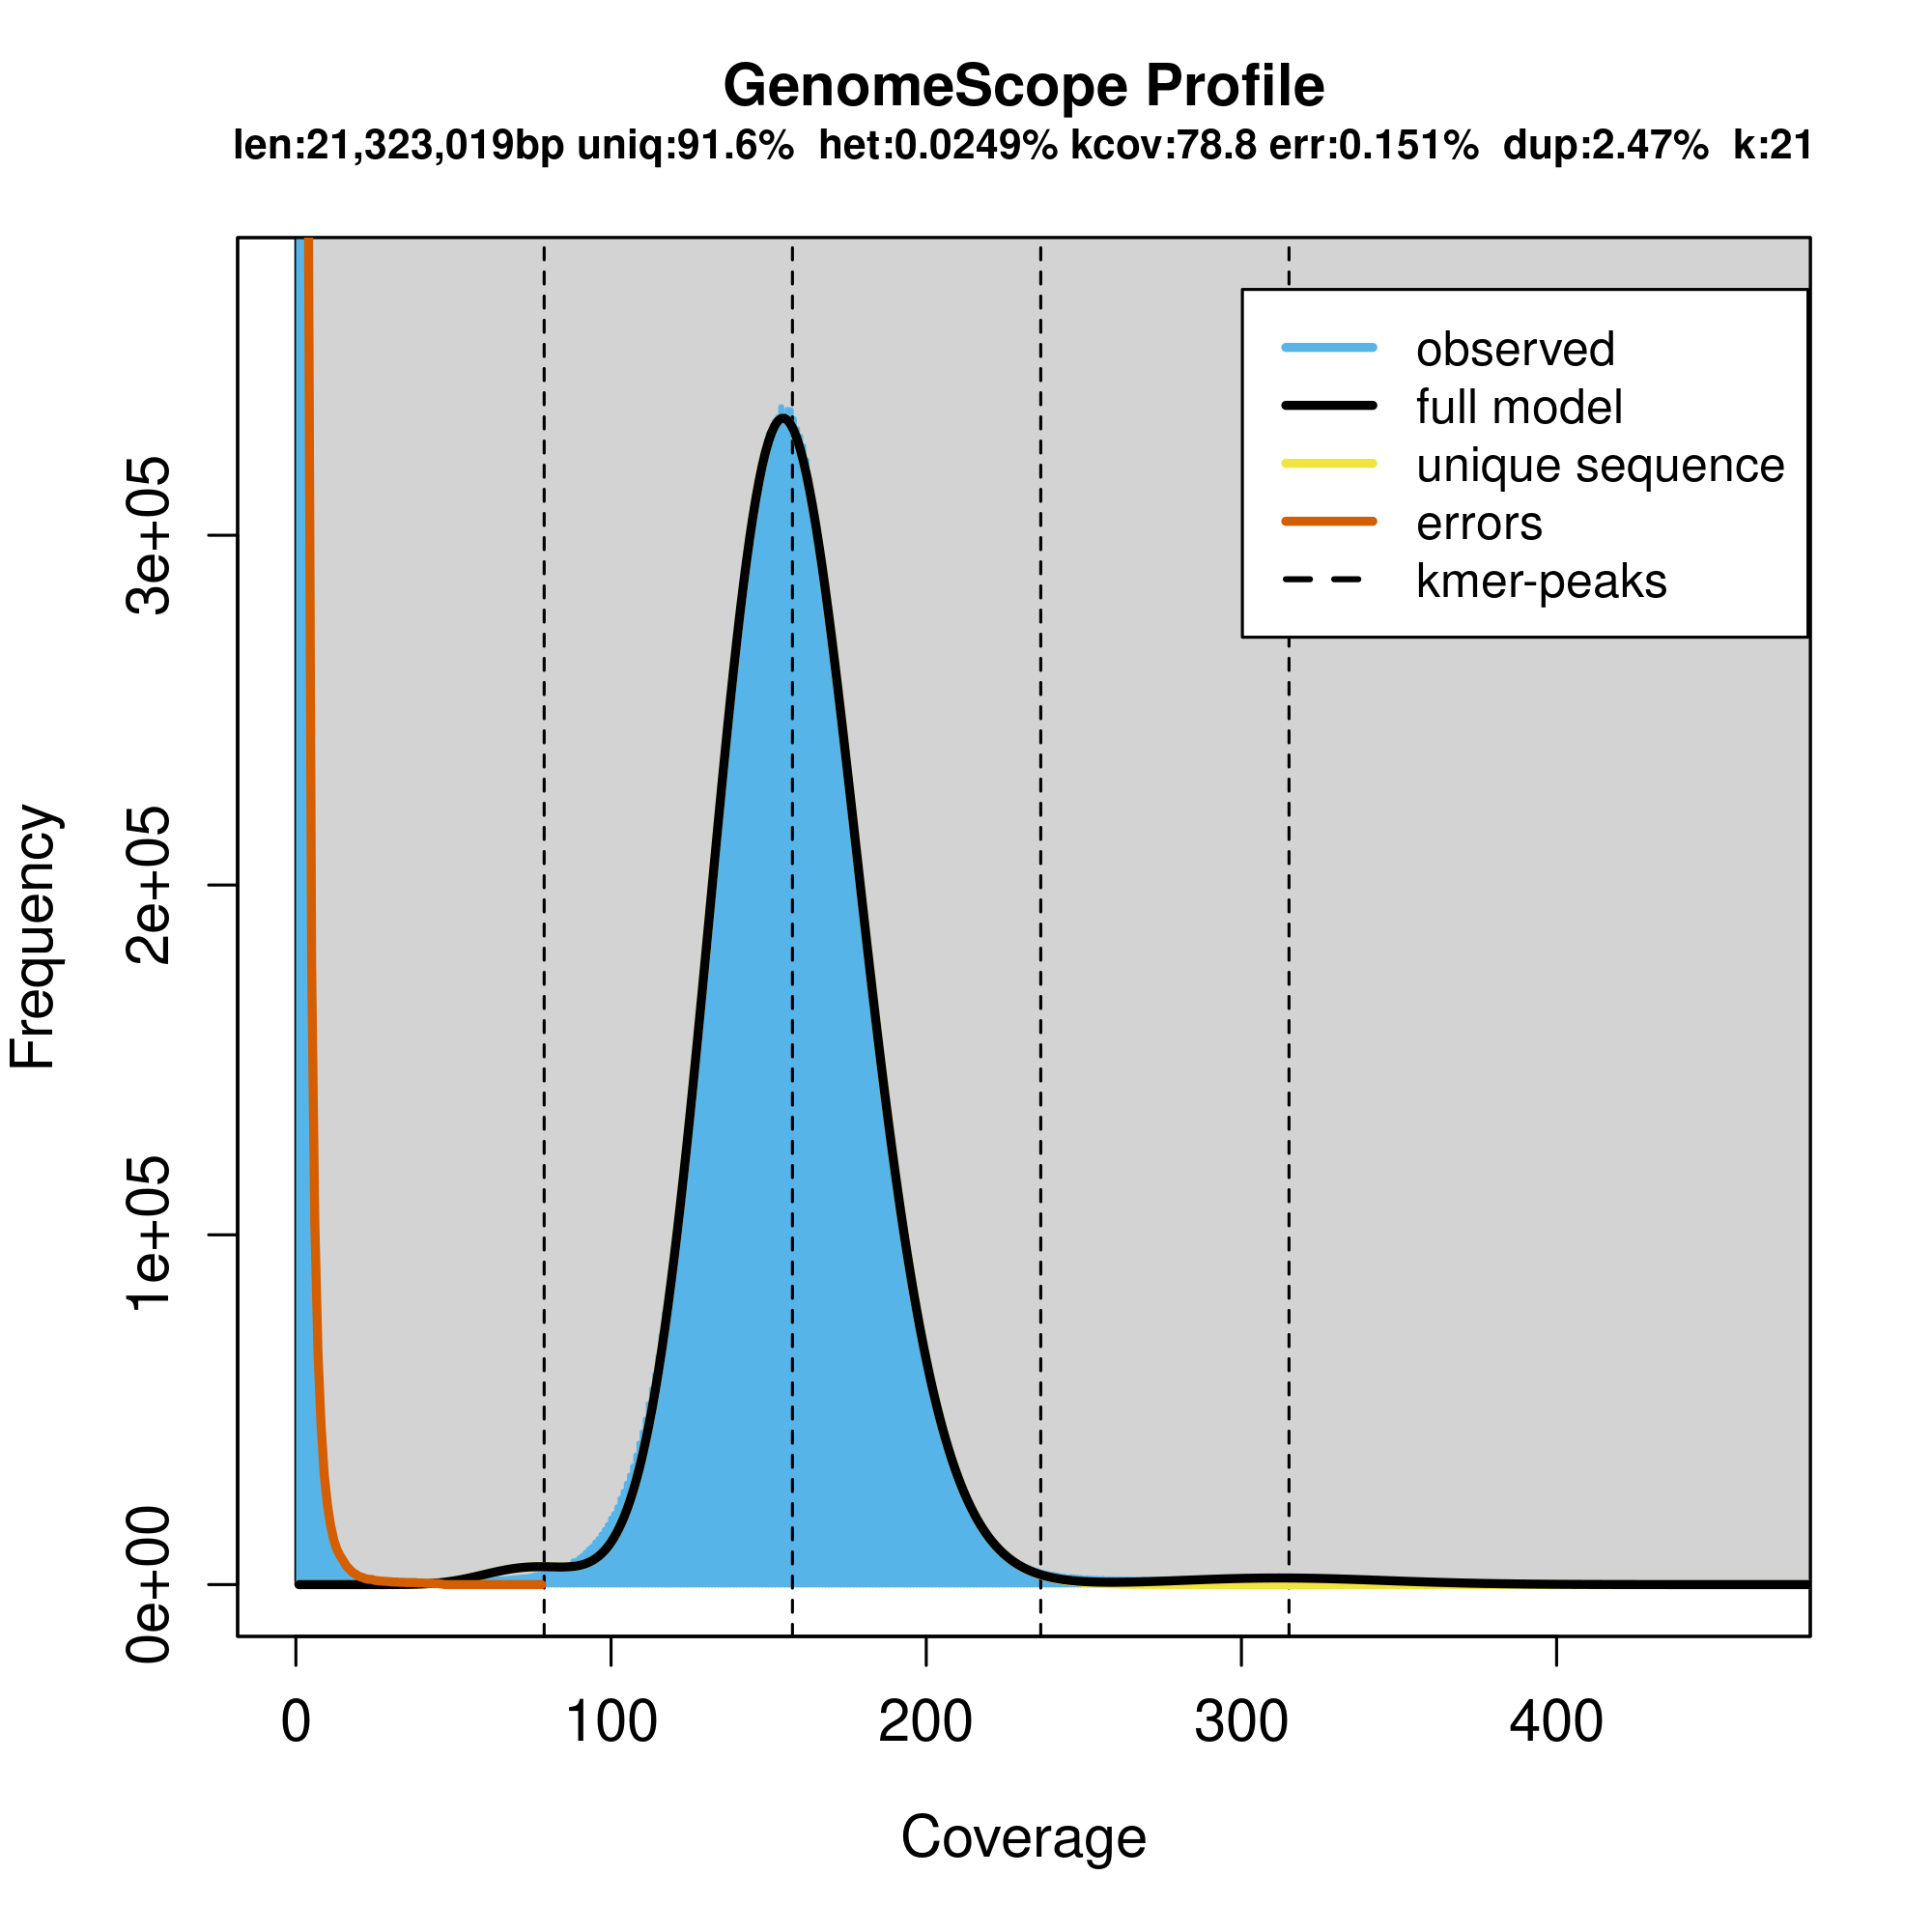 GenomeScope Profile
len:21,323,019bp uniq:91.6% het:0.0249% kcov:78.8 err:0.151% dup:2.47% k:21
observed
full model
unique sequence
errors
kmer-peaks
Frequency
3e+05
2e+05
1e+05
0e+00
0 100 200 300 400
Coverage